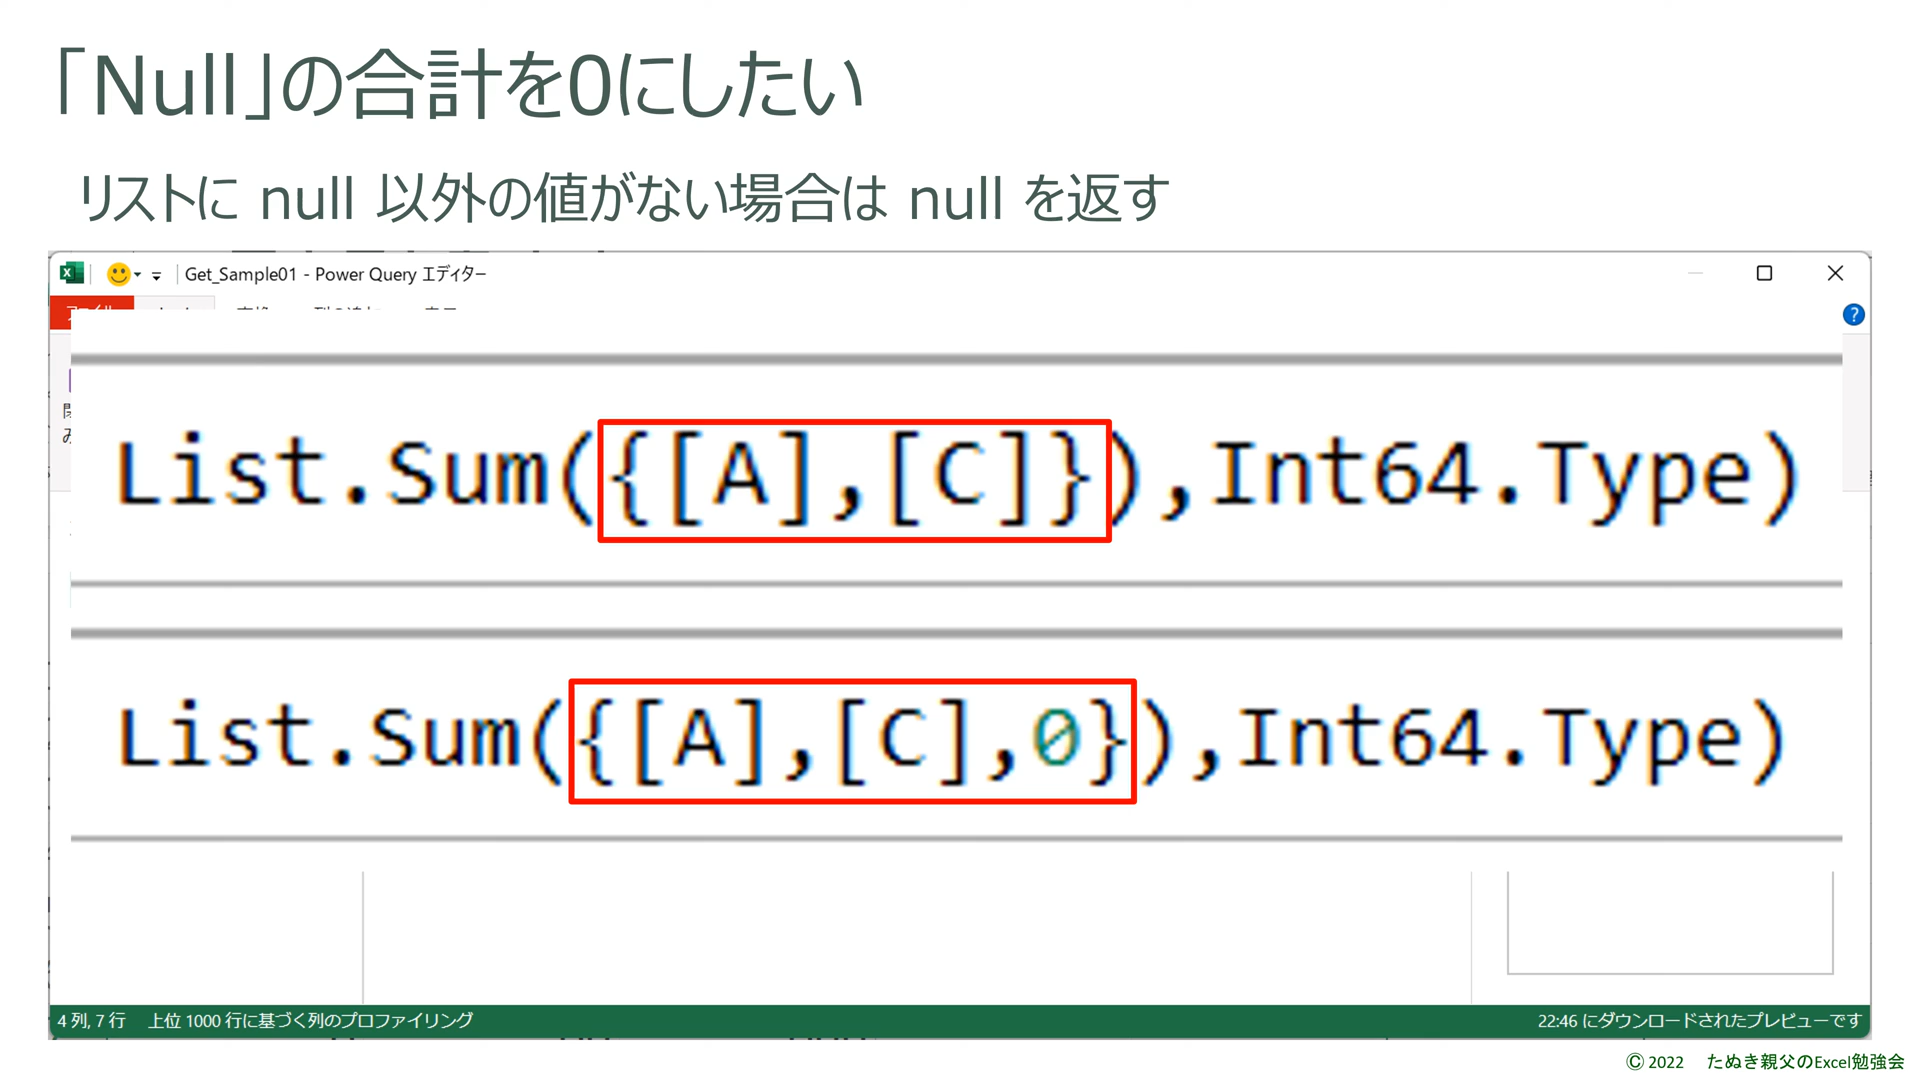 「Null」の合計を0にしたい
リストに null 以外の値がない場合は null を返す
Get_Sample01 - Power Query エディター
List.Sum({[A],[C]}),Int64.Type)
List.Sum({[A],[C],0}),Int64.Type)
4 列, 7 行 上位 1000 行に基づく列のプロファイリング
22:46 にダウンロードされたプレビューです
© 2022 たぬき親父のExcel勉強会